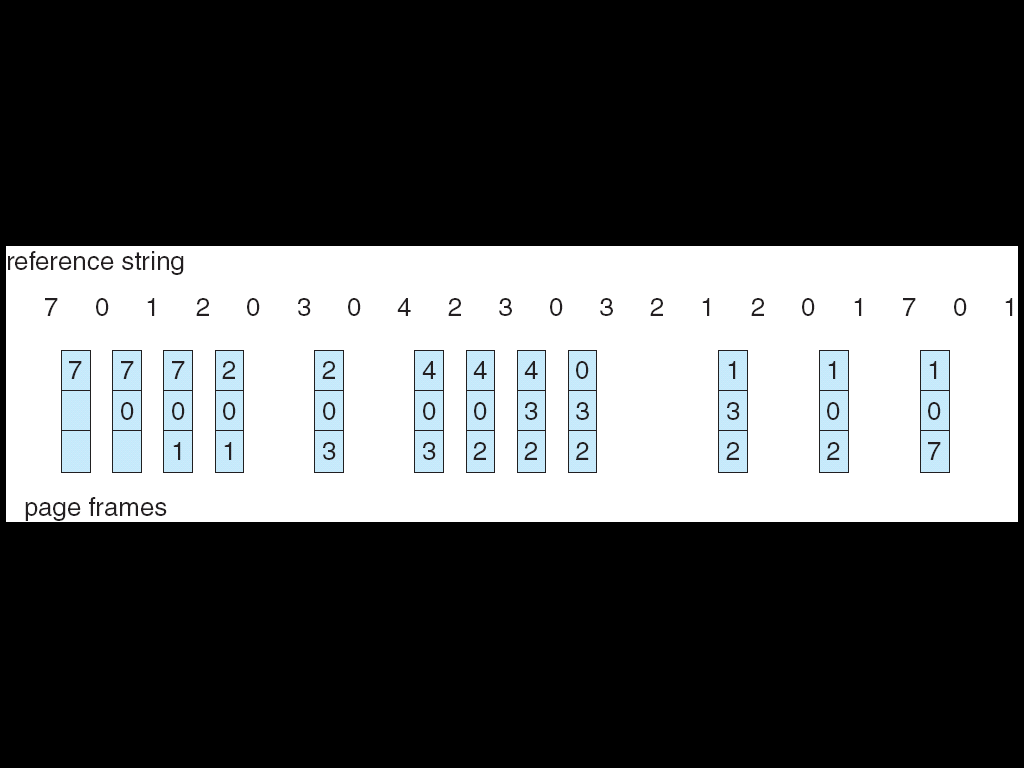 reference string
7 0 1 2 0 3 0 4 2 3 0 3 2 1 2 0 1 7 0 1
7 7 7 2 2 4 4 4 0 1 1 1
0 0 0 0 0 0 3 3 3 0 0
1 1 3 3 2 2 2 2 2 7
page frames